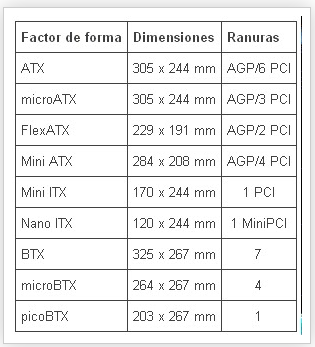 Factor de forma Dimensiones Ranuras
ATX 305 x 244 mm AGP/6 PCI
microATX 305 x 244 mm AGP/3 PCI
FlexATX 229 x 191 mm AGP/2 PCI
Mini ATX 284 x 208 mm AGP/4 PCI
Mini ITX 170 x 244 mm 1 PCI
Nano ITX 120 x 244 mm 1 MiniPCI
BTX 325 x 267 mm 7
microBTX 264 x 267 mm 4
picoBTX 203 x 267 mm 1